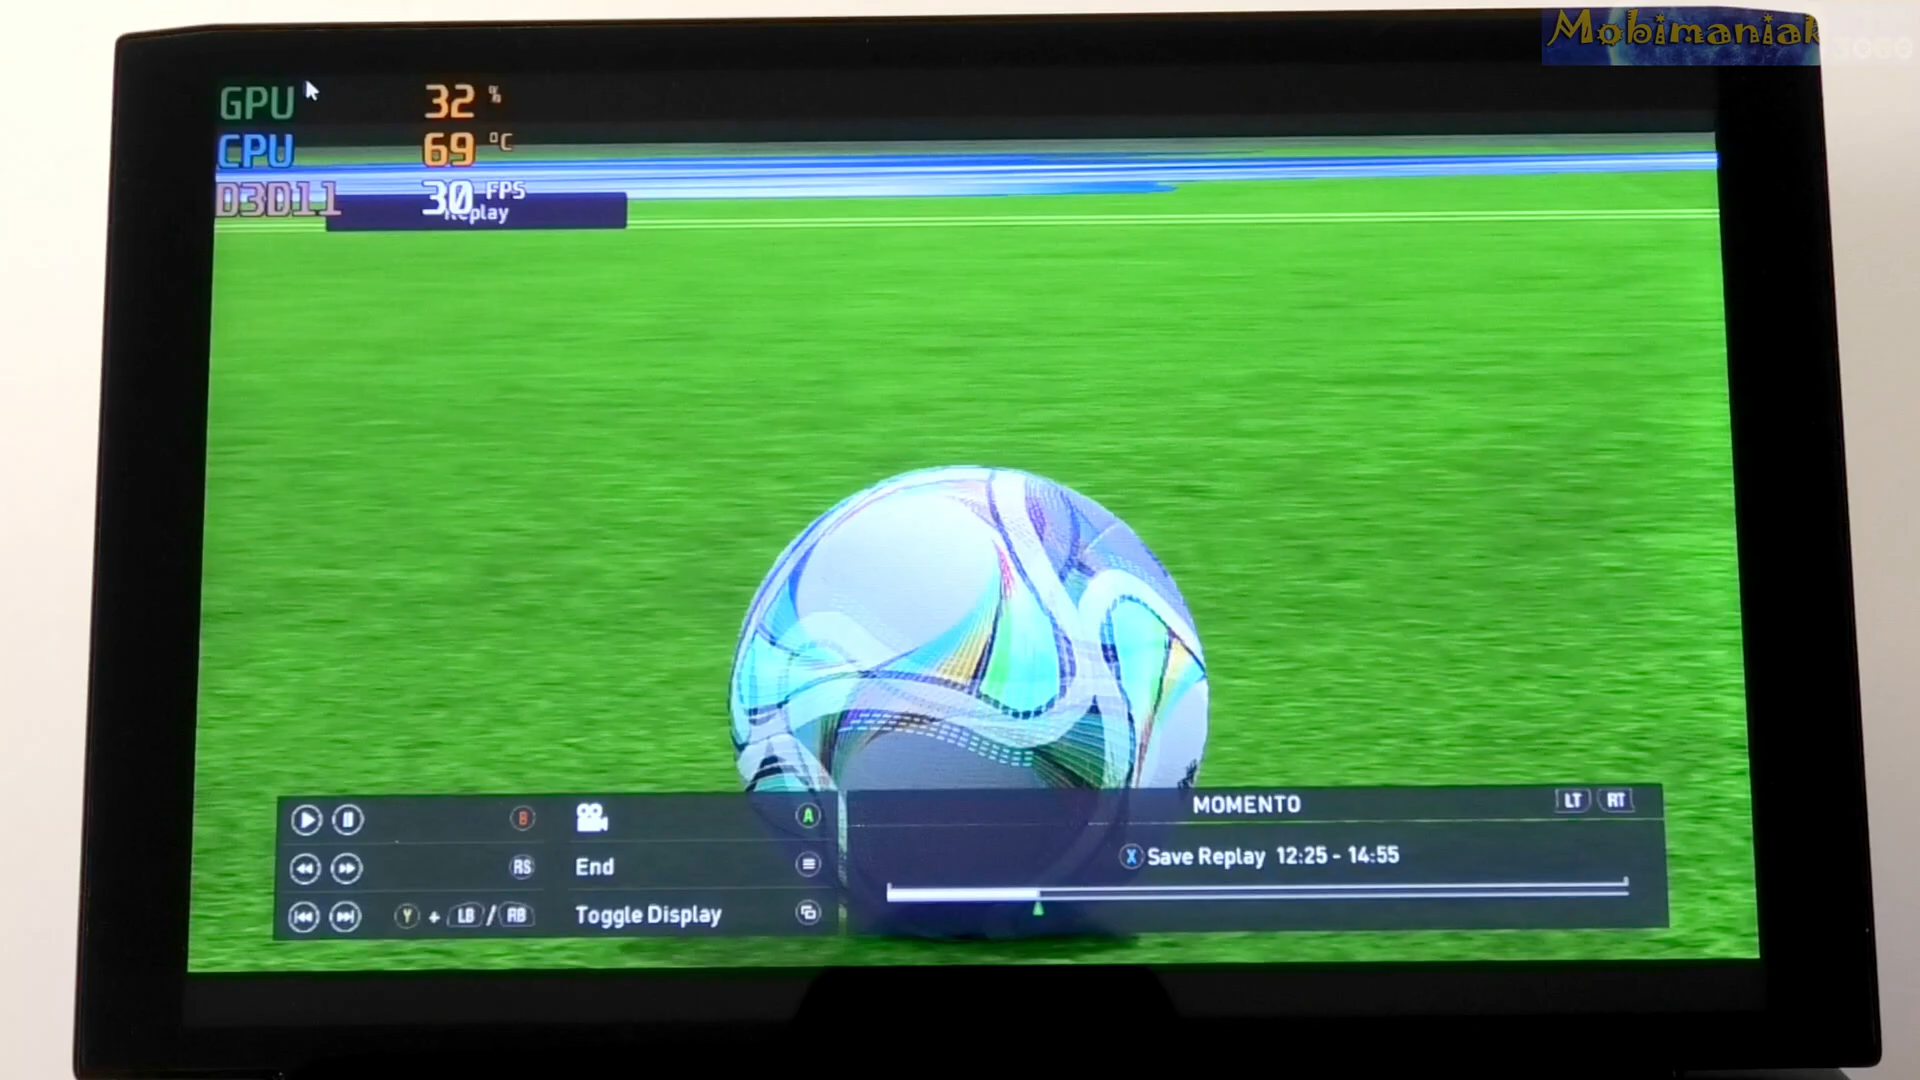 Mobimaniak
GPU 32 %
CPU 69 °C
D3D11 30 FPS
Replay
MOMENTO
LT RT
B
A
X Save Replay 12:25 - 14:55
RS End
Y + LB / RB Toggle Display